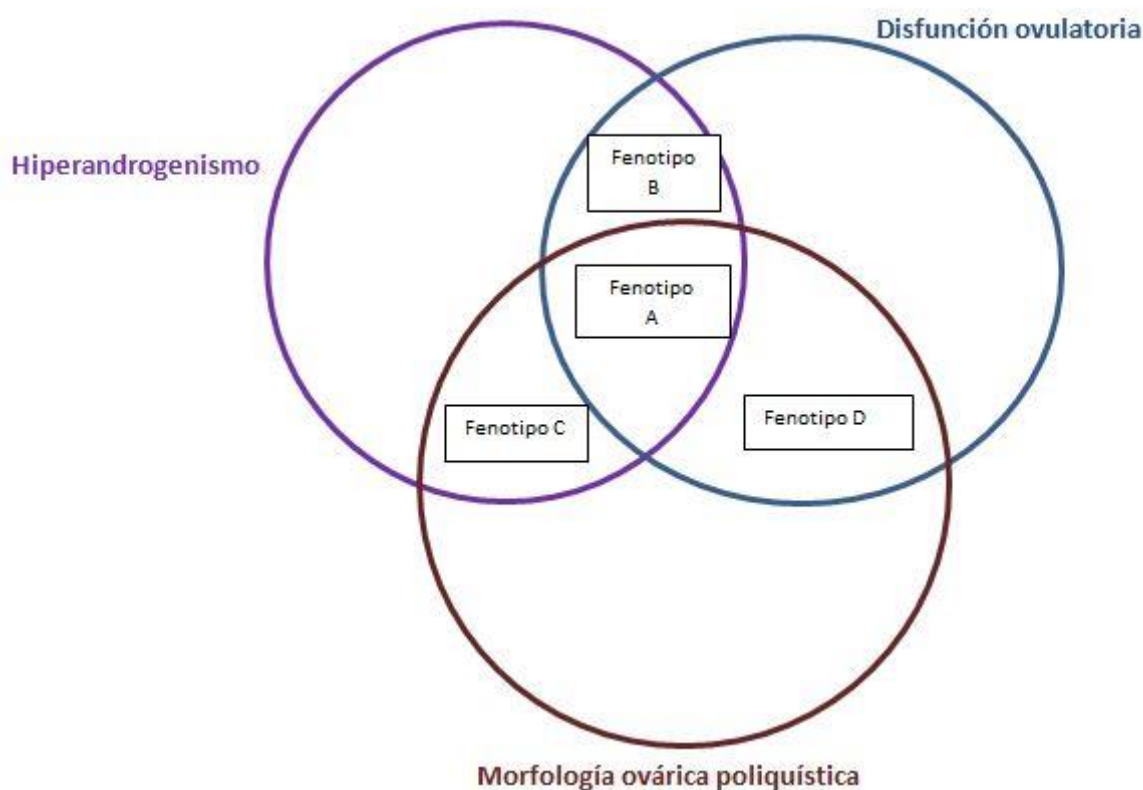 Disfunción ovulatoria
Hiperandrogenismo
Fenotipo
B
Fenotipo
A
Fenotipo C
Fenotipo D
Morfología ovárica poliquística